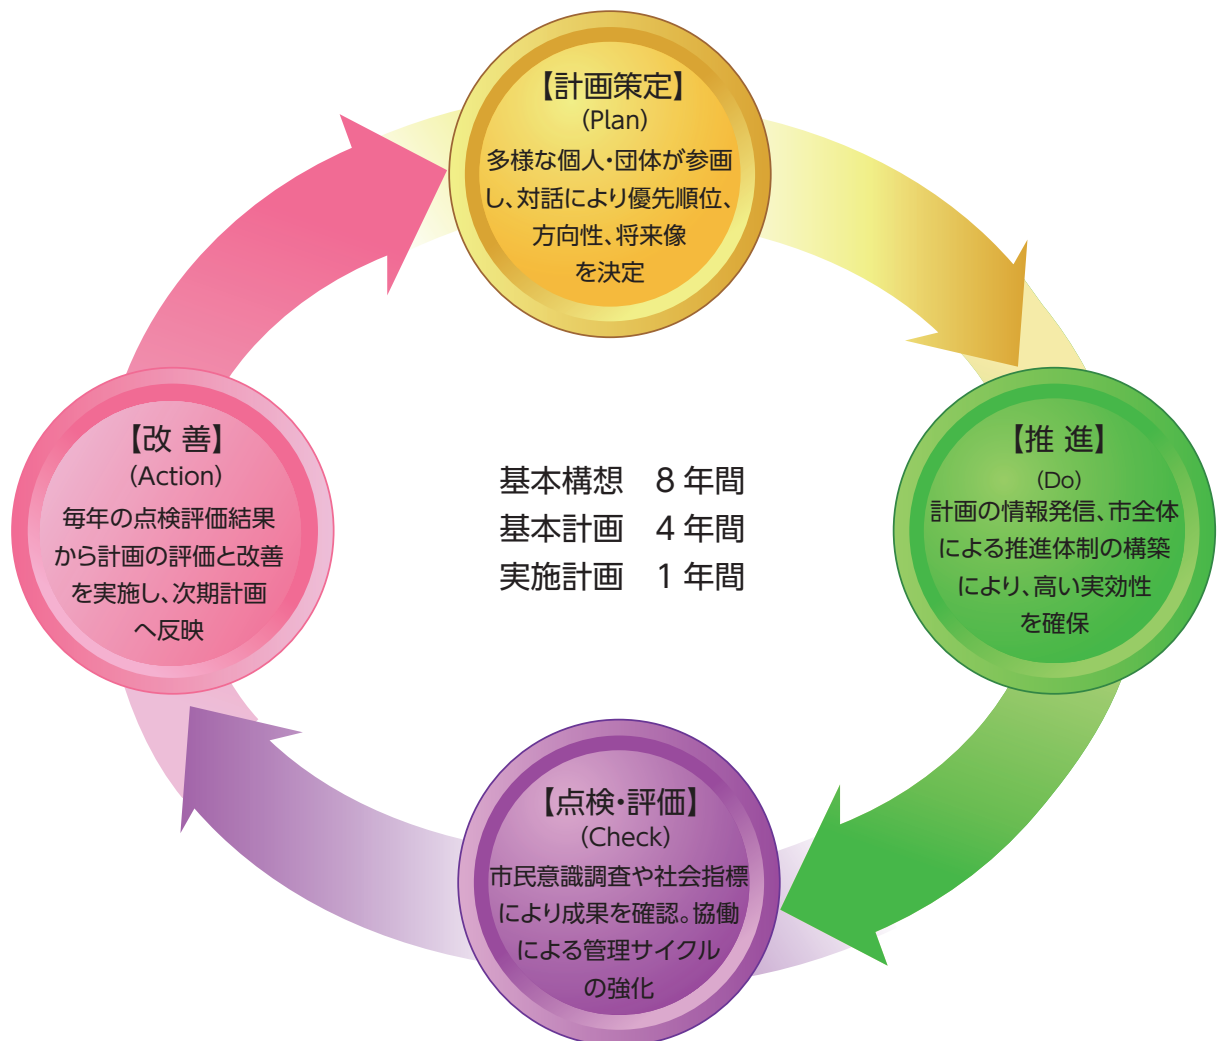 【計画策定】
(Plan)
多様な個人・団体が参画
し、対話により優先順位、
方向性、将来像
を決定
【推 進】
(Do)
計画の情報発信、市全体
による推進体制の構築
により、高い実効性
を確保
【点検・評価】
(Check)
市民意識調査や社会指標
により成果を確認。協働
による管理サイクル
の強化
【改 善】
(Action)
毎年の点検評価結果
から計画の評価と改善
を実施し、次期計画
へ反映
基本構想　8 年間
基本計画　4 年間
実施計画　1 年間